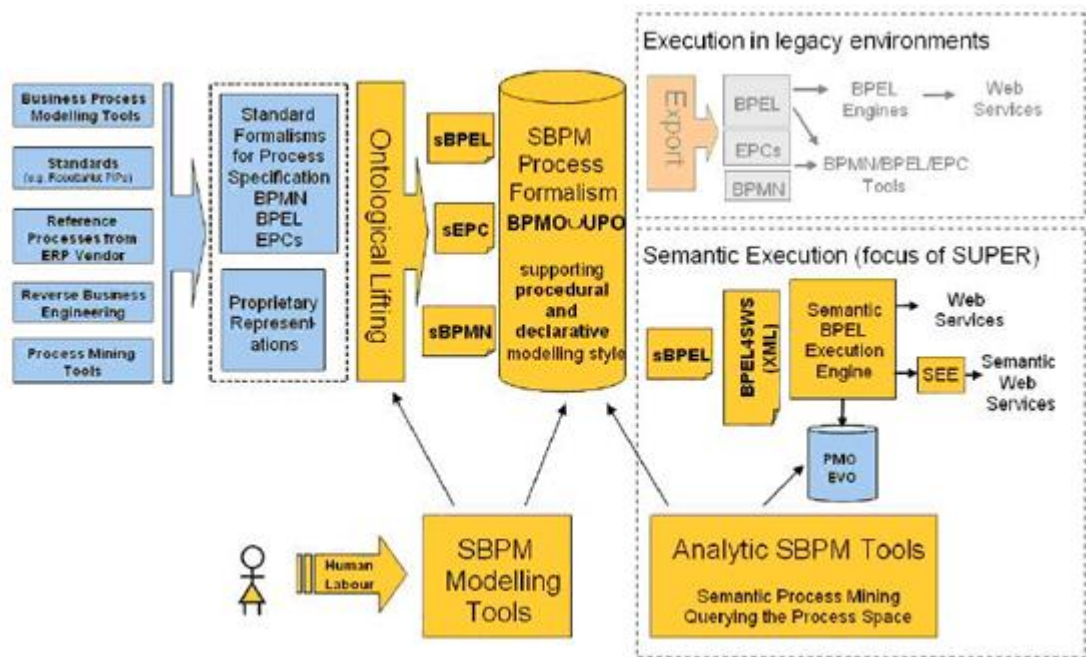 Business Process
Modelling Tools
Standards
(e.g. RosettaNet PIPs)
Reference
Processes from
ERP Vendor
Reverse Business
Engineering
Process Mining
Tools
Standard
Formalisms
for Process
Specification
BPMN
BPEL
EPCs
Proprietary
Represent-
ations
Ontological Lifting
sBPEL
sEPC
sBPMN
SBPM
Process
Formalism
BPMO∪UPO
supporting
procedural
and
declarative
modelling style
Execution in legacy environments
Export
BPEL
EPCs
BPMN
BPEL
Engines
Web
Services
BPMN/BPEL/EPC
Tools
Semantic Execution (focus of SUPER)
sBPEL
BPEL4SWS
(XML)
Semantic
BPEL
Execution
Engine
Web
Services
SEE
Semantic
Web
Services
PMO
EVO
Human
Labour
SBPM
Modelling
Tools
Analytic SBPM Tools
Semantic Process Mining
Querying the Process Space